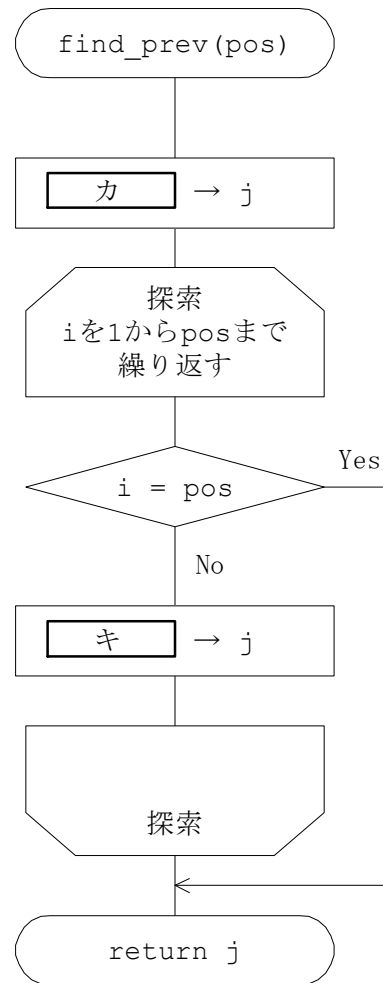 find_prev(pos)
カ → j
探索
iを1からposまで
繰り返す
Yes
i = pos
No
キ → j
探索
return j